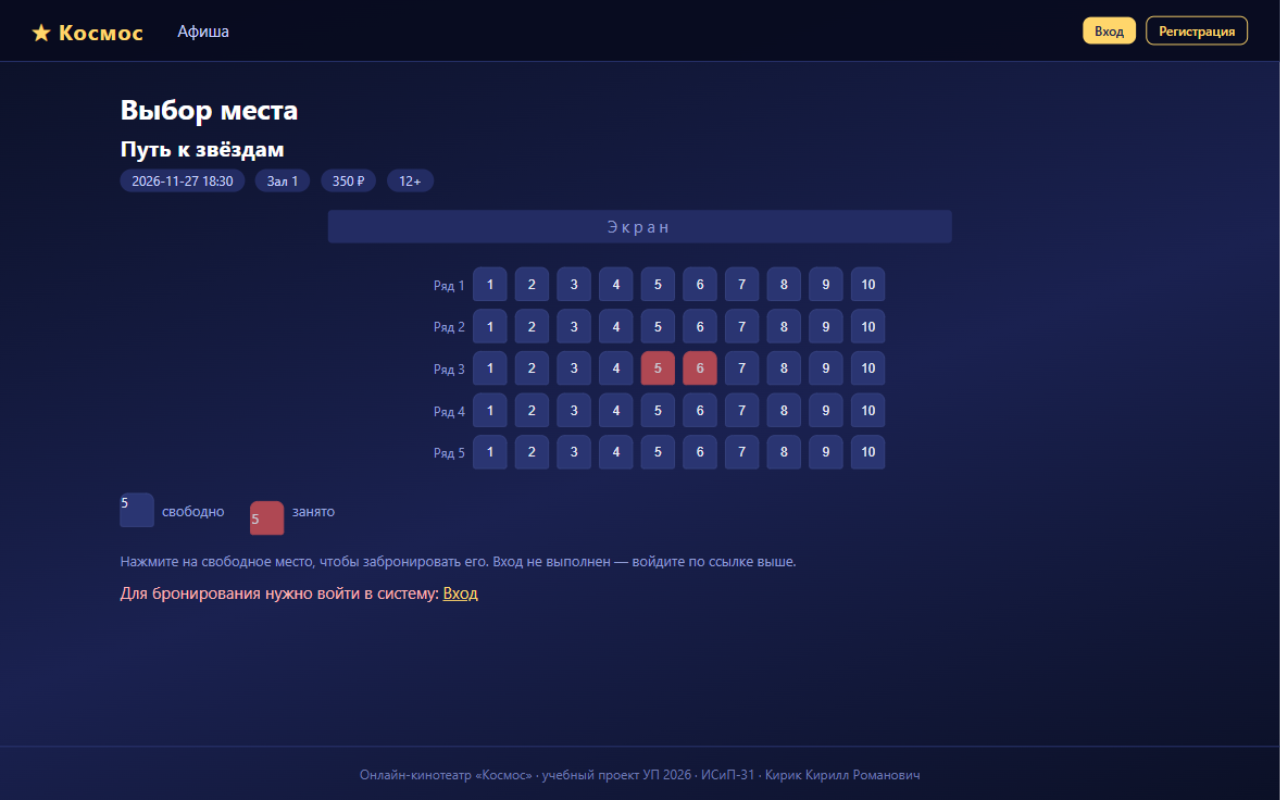 ★ Космос Афиша Вход Регистрация
Выбор места
Путь к звёздам
2026-11-27 18:30 Зал 1 350 ₽ 12+
Экран
Ряд 1 1 2 3 4 5 6 7 8 9 10
Ряд 2 1 2 3 4 5 6 7 8 9 10
Ряд 3 1 2 3 4 5 6 7 8 9 10
Ряд 4 1 2 3 4 5 6 7 8 9 10
Ряд 5 1 2 3 4 5 6 7 8 9 10
5 свободно 5 занято
Нажмите на свободное место, чтобы забронировать его. Вход не выполнен — войдите по ссылке выше.
Для бронирования нужно войти в систему: Вход
Онлайн-кинотеатр «Космос» · учебный проект УП 2026 · ИСиП-31 · Кирик Кирилл Романович